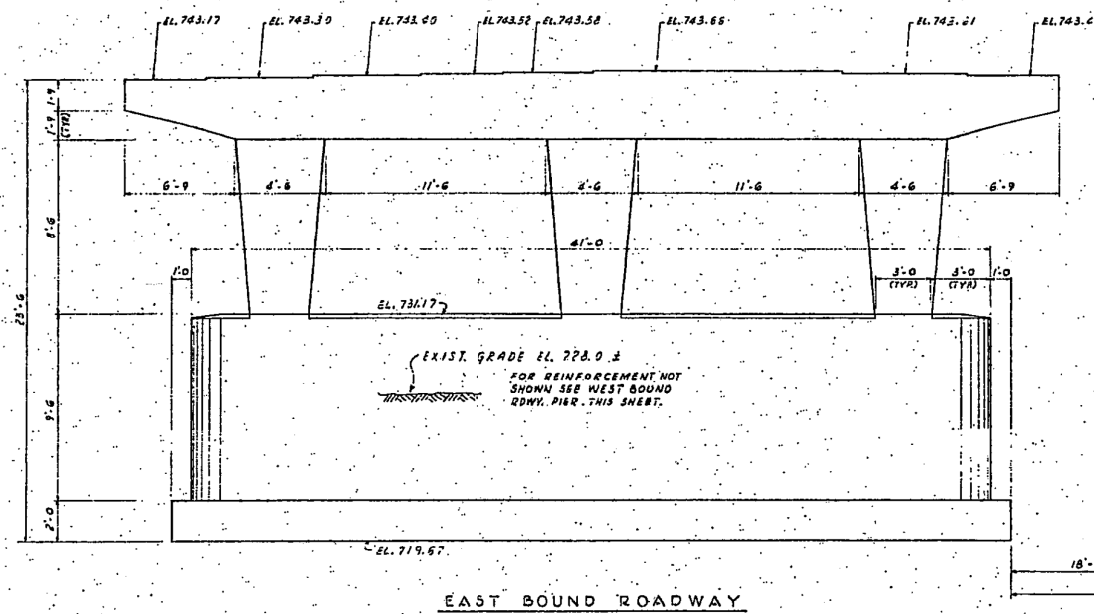 EL. 743.17
EL. 743.30
EL. 743.52
EL. 743.58
EL. 743.66
1'-9
1'-9
(TYP.)
6'-9
4'-6
11'-6
4'-6
11'-6
4'-6
6'-9
8'-6
41'-0
1'-0
3'-0
(TYP.)
3'-0
(TYP.)
1'-0
23'-6
EL. 731.17
EXIST. GRADE EL. 728.0 ±
FOR REINFORCEMENT NOT
SHOWN SEE WEST BOUND
RDWY. PIER. THIS SHEET.
9'-6
2'-0
EL. 719.67
18'-
EAST BOUND ROADWAY